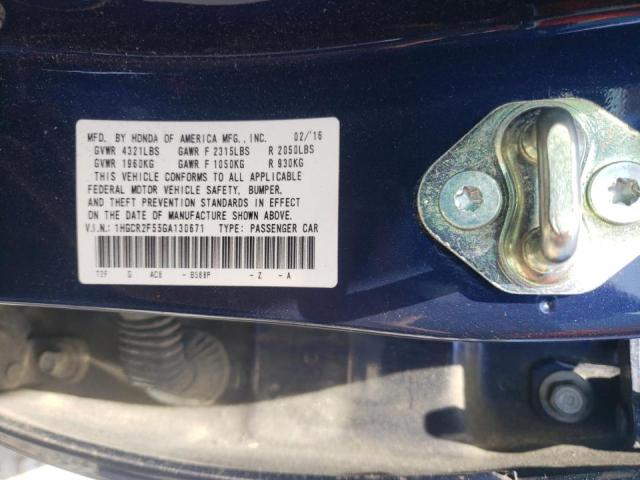 MFD. BY HONDA OF AMERICA MFG., INC. 02/'16
GVWR 4321LBS GAWR F 2315LBS R 2050LBS
GVWR 1960KG GAWR F 1050KG R 930KG
THIS VEHICLE CONFORMS TO ALL APPLICABLE
FEDERAL MOTOR VEHICLE SAFETY, BUMPER,
AND THEFT PREVENTION STANDARDS IN EFFECT
ON THE DATE OF MANUFACTURE SHOWN ABOVE.
V.I.N.: 1HGCR2F55GA130671 TYPE: PASSENGER CAR
T2F G AC6 - B588P - Z - A